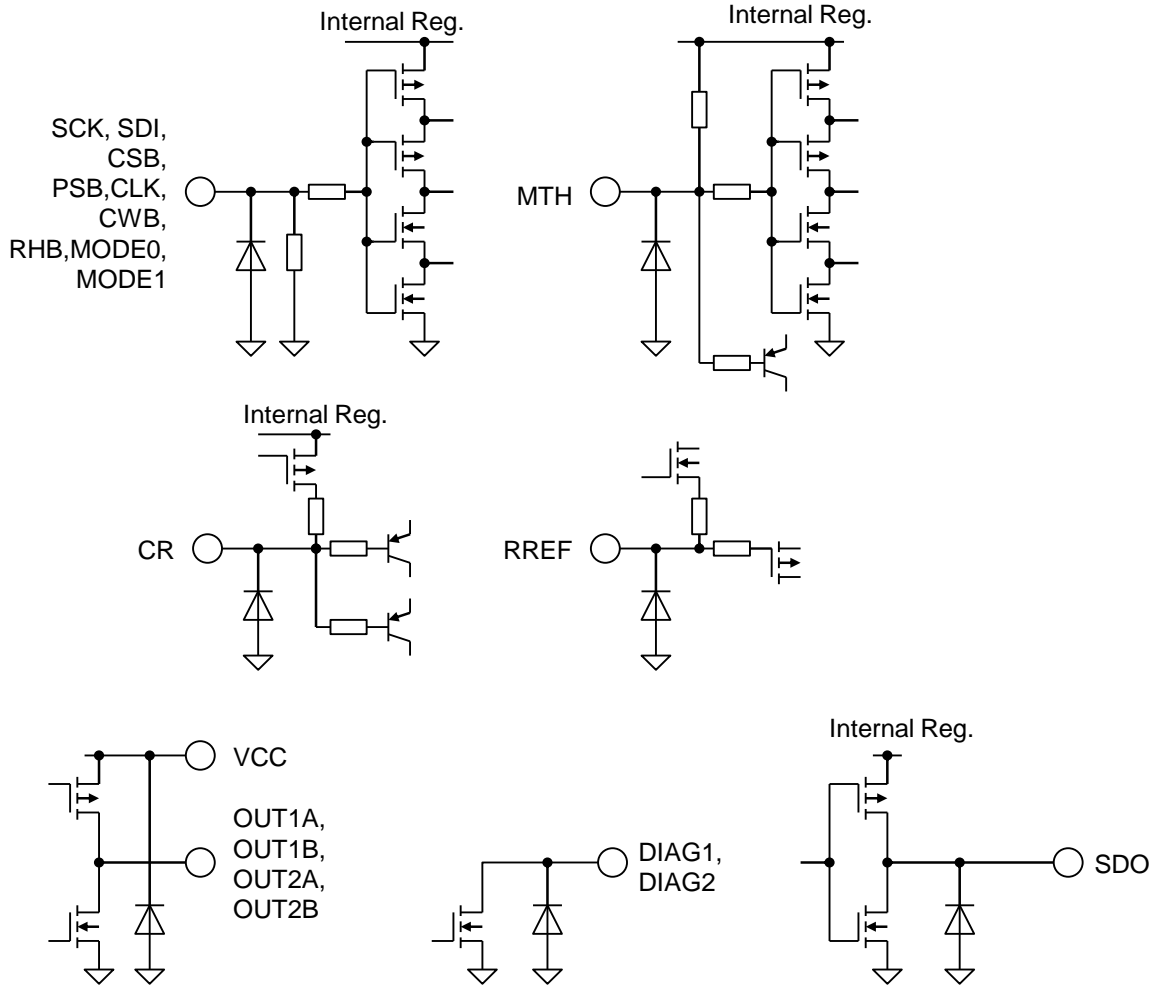 Internal Reg.
SCK, SDI,
CSB,
PSB,CLK,
CWB,
RHB,MODE0,
MODE1
Internal Reg.
MTH
Internal Reg.
CR
RREF
VCC
OUT1A,
OUT1B,
OUT2A,
OUT2B
DIAG1,
DIAG2
Internal Reg.
SDO